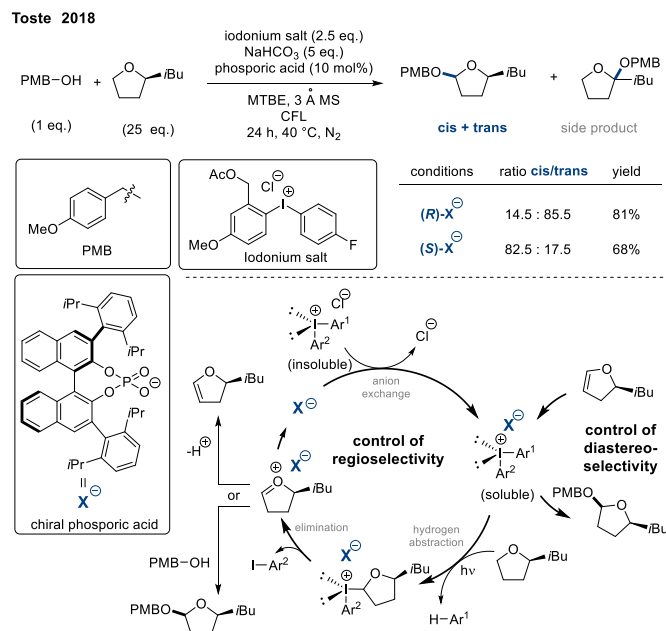 Toste 2018
iodonium salt (2.5 eq.)
NaHCO3 (5 eq.)
phosporic acid (10 mol%)
MTBE, 3 Å MS
CFL
24 h, 40 °C, N2
PMB–OH + O iBu
(1 eq.) (25 eq.)
PMBO O iBu + O OPMB iBu
cis + trans side product
MeO
PMB
AcO Cl⊖
I⊕
MeO F
Iodonium salt
conditions ratio cis/trans yield
(R)-X⊖ 14.5 : 85.5 81%
(S)-X⊖ 82.5 : 17.5 68%
iPr
iPr
O O
P
O O⊖
iPr
iPr
=
X⊖
chiral phosporic acid
⊕ Cl⊖
: I–Ar1
: Ar2
(insoluble)
Cl⊖
anion
exchange
X⊖
O iBu
-H⊕
or
PMB–OH
PMBO O iBu
X⊖
⊕
O iBu
control of
regioselectivity
X⊖
⊕
: I–Ar1
: Ar2
(soluble)
O iBu
control of
diastereo-
selectivity
PMBO O iBu
elimination
I–Ar2
X⊖
⊕
: I O iBu
: Ar2
hydrogen
abstraction
hν
O iBu
H–Ar1